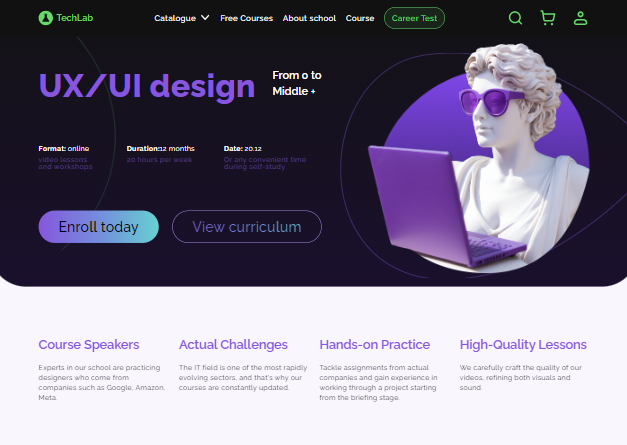 TechLab
Catalogue Free Courses About school Course Career Test
UX/UI design
From 0 to
Middle +
Format: online
video lessons
and workshops
Duration:12 months
20 hours per week
Date: 20.12
Or any convenient time
during self-study
Enroll today
View curriculum
Course Speakers
Experts in our school are practicing
designers who come from
companies such as Google, Amazon,
Meta.
Actual Challenges
The IT field is one of the most rapidly
evolving sectors, and that's why our
courses are constantly updated.
Hands-on Practice
Tackle assignments from actual
companies and gain experience in
working through a project starting
from the briefing stage.
High-Quality Lessons
We carefully craft the quality of our
videos, refining both visuals and
sound.